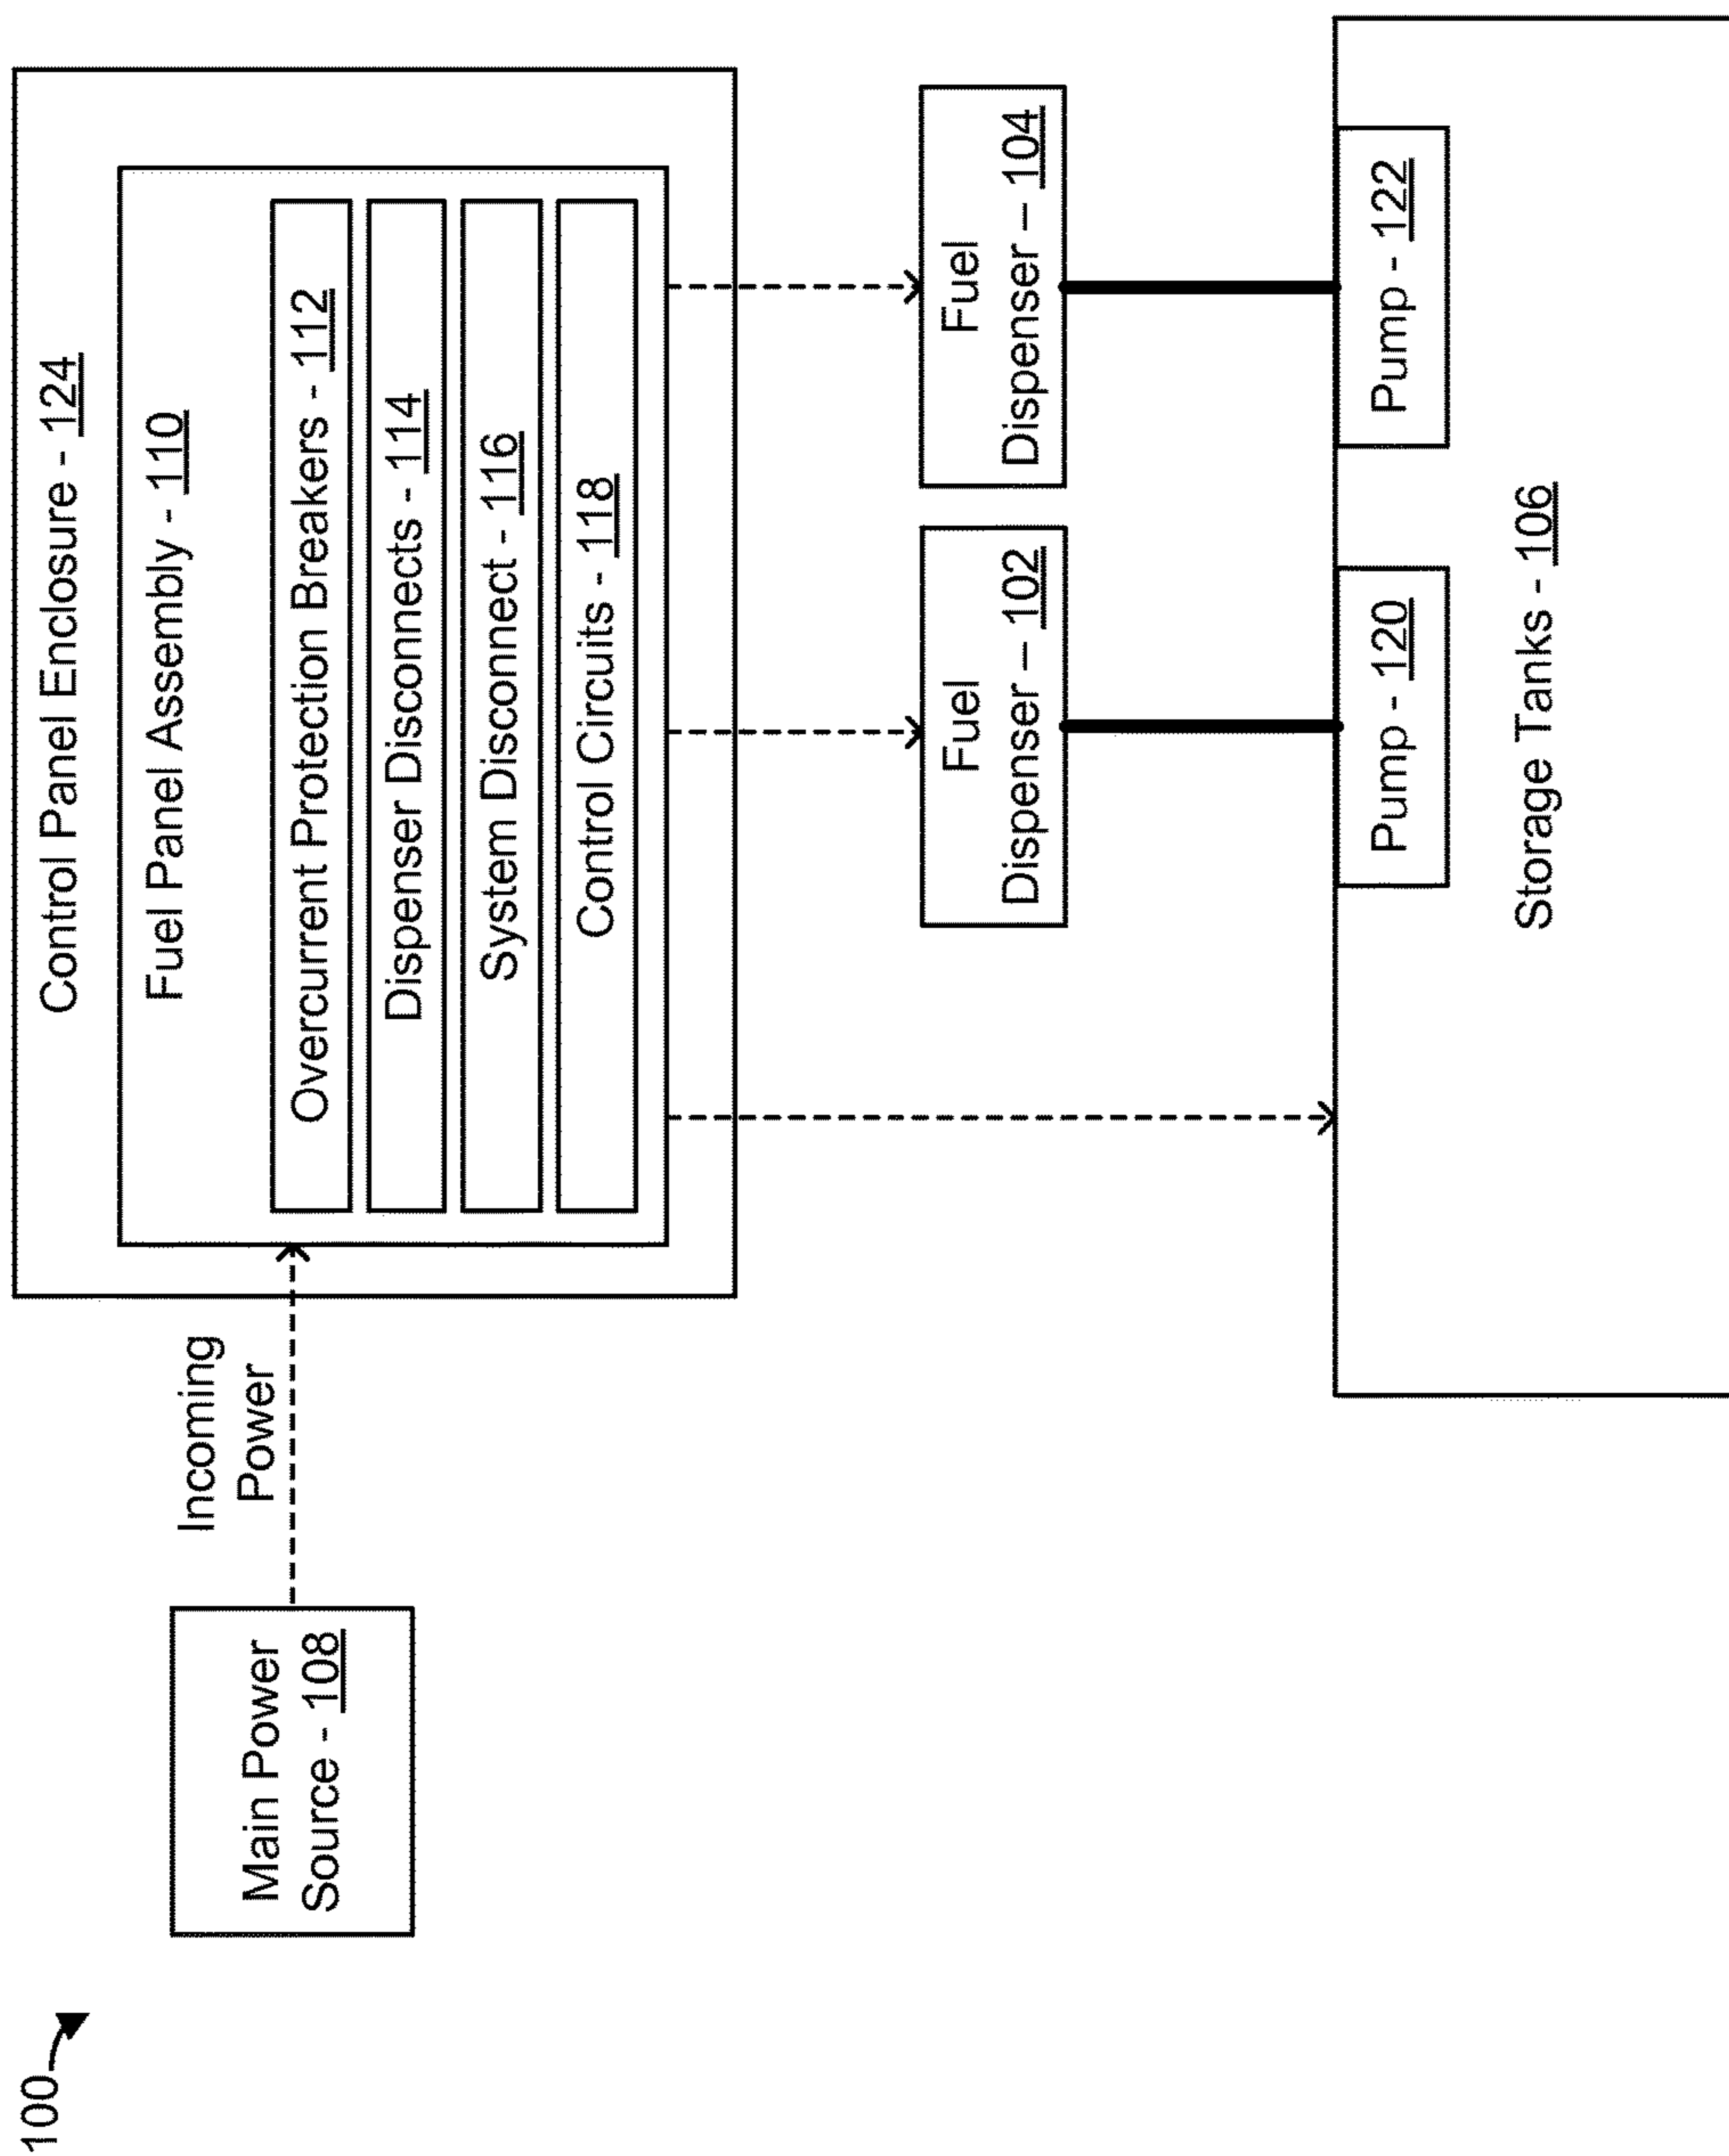 100
Main Power
Source - 108
Incoming
Power
Control Panel Enclosure - 124
Fuel Panel Assembly - 110
Overcurrent Protection Breakers - 112
Dispenser Disconnects - 114
System Disconnect - 116
Control Circuits - 118
Fuel
Dispenser – 102
Fuel
Dispenser – 104
Pump - 120
Pump - 122
Storage Tanks - 106